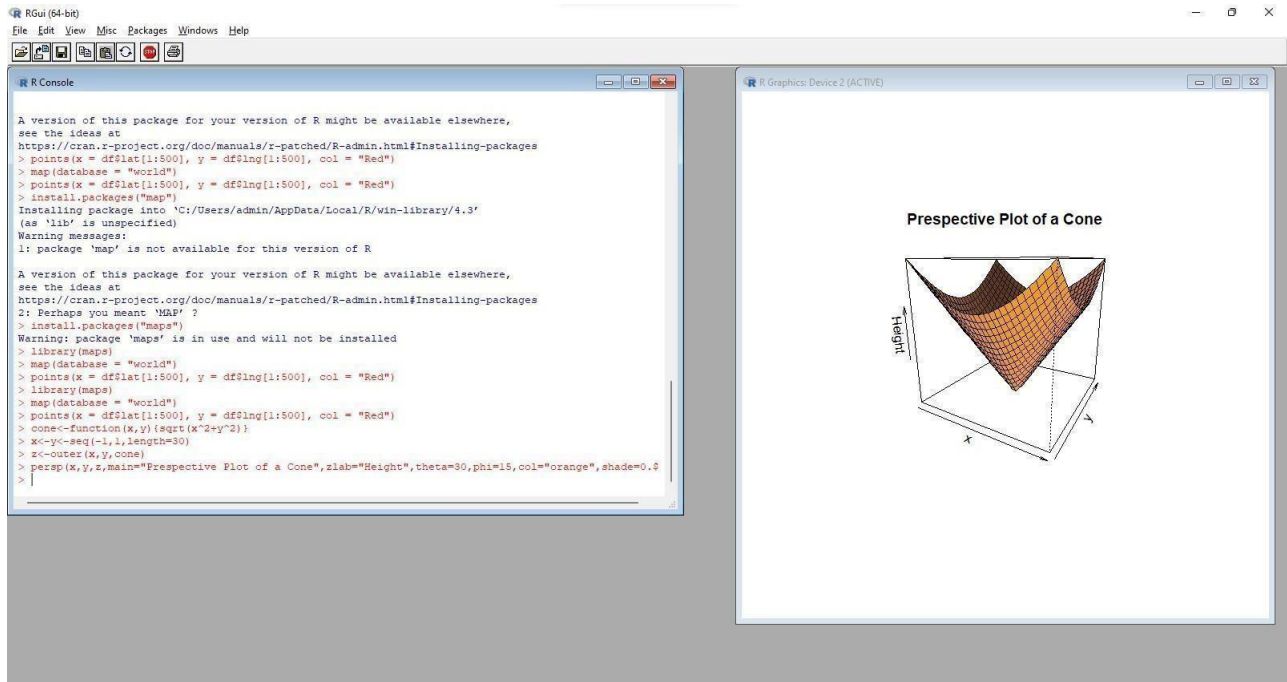 RGui (64-bit)
File Edit View Misc Packages Windows Help
STOP
R Console
A version of this package for your version of R might be available elsewhere,
see the ideas at
https://cran.r-project.org/doc/manuals/r-patched/R-admin.html#Installing-packages
> points(x = df$lat[1:500], y = df$lng[1:500], col = "Red")
> map(database = "world")
> points(x = df$lat[1:500], y = df$lng[1:500], col = "Red")
> install.packages("map")
Installing package into ‘C:/Users/admin/AppData/Local/R/win-library/4.3’
(as ‘lib’ is unspecified)
Warning messages:
1: package ‘map’ is not available for this version of R
A version of this package for your version of R might be available elsewhere,
see the ideas at
https://cran.r-project.org/doc/manuals/r-patched/R-admin.html#Installing-packages
2: Perhaps you meant ‘MAP’ ?
> install.packages("maps")
Warning: package ‘maps’ is in use and will not be installed
> library(maps)
> map(database = "world")
> points(x = df$lat[1:500], y = df$lng[1:500], col = "Red")
> library(maps)
> map(database = "world")
> points(x = df$lat[1:500], y = df$lng[1:500], col = "Red")
> cone<-function(x,y){sqrt(x^2+y^2)}
> x<-y<-seq(-1,1,length=30)
> z<-outer(x,y,cone)
> persp(x,y,z,main="Prespective Plot of a Cone",zlab="Height",theta=30,phi=15,col="orange",shade=0.$
>
R Graphics: Device 2 (ACTIVE)
Prespective Plot of a Cone
Height
x
y